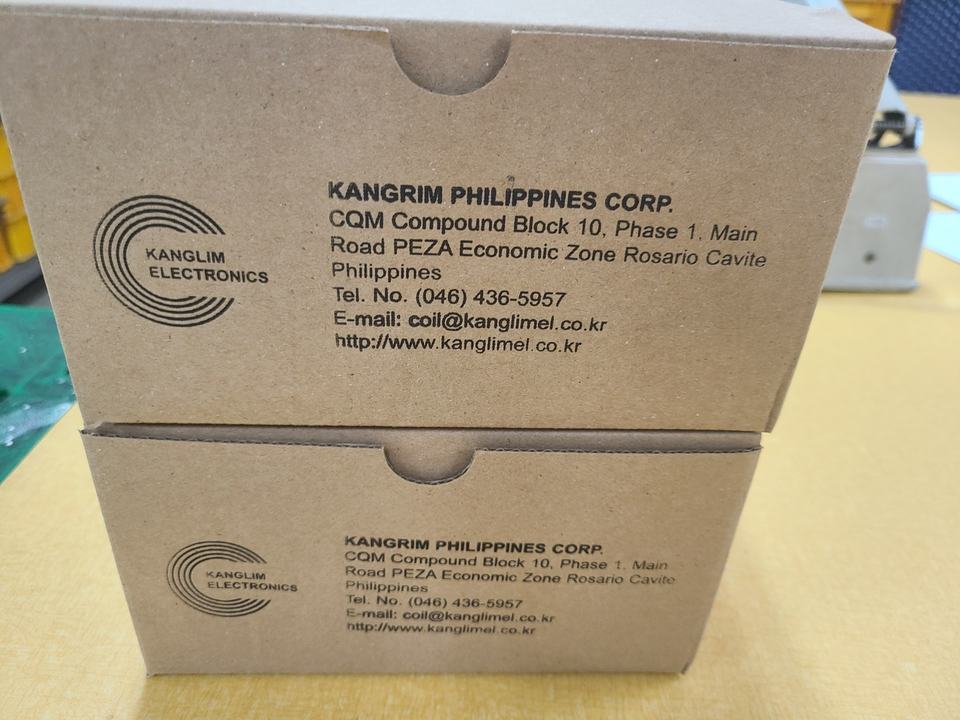 KANGLIM
ELECTRONICS
KANGRIM PHILIPPINES CORP.
CQM Compound Block 10, Phase 1. Main
Road PEZA Economic Zone Rosario Cavite
Philippines
Tel. No. (046) 436-5957
E-mail: coil@kanglimel.co.kr
http://www.kanglimel.co.kr
KANGLIM
ELECTRONICS
KANGRIM PHILIPPINES CORP.
CQM Compound Block 10, Phase 1. Main
Road PEZA Economic Zone Rosario Cavite
Philippines
Tel. No. (046) 436-5957
E-mail: coil@kanglimel.co.kr
http://www.kanglimel.co.kr